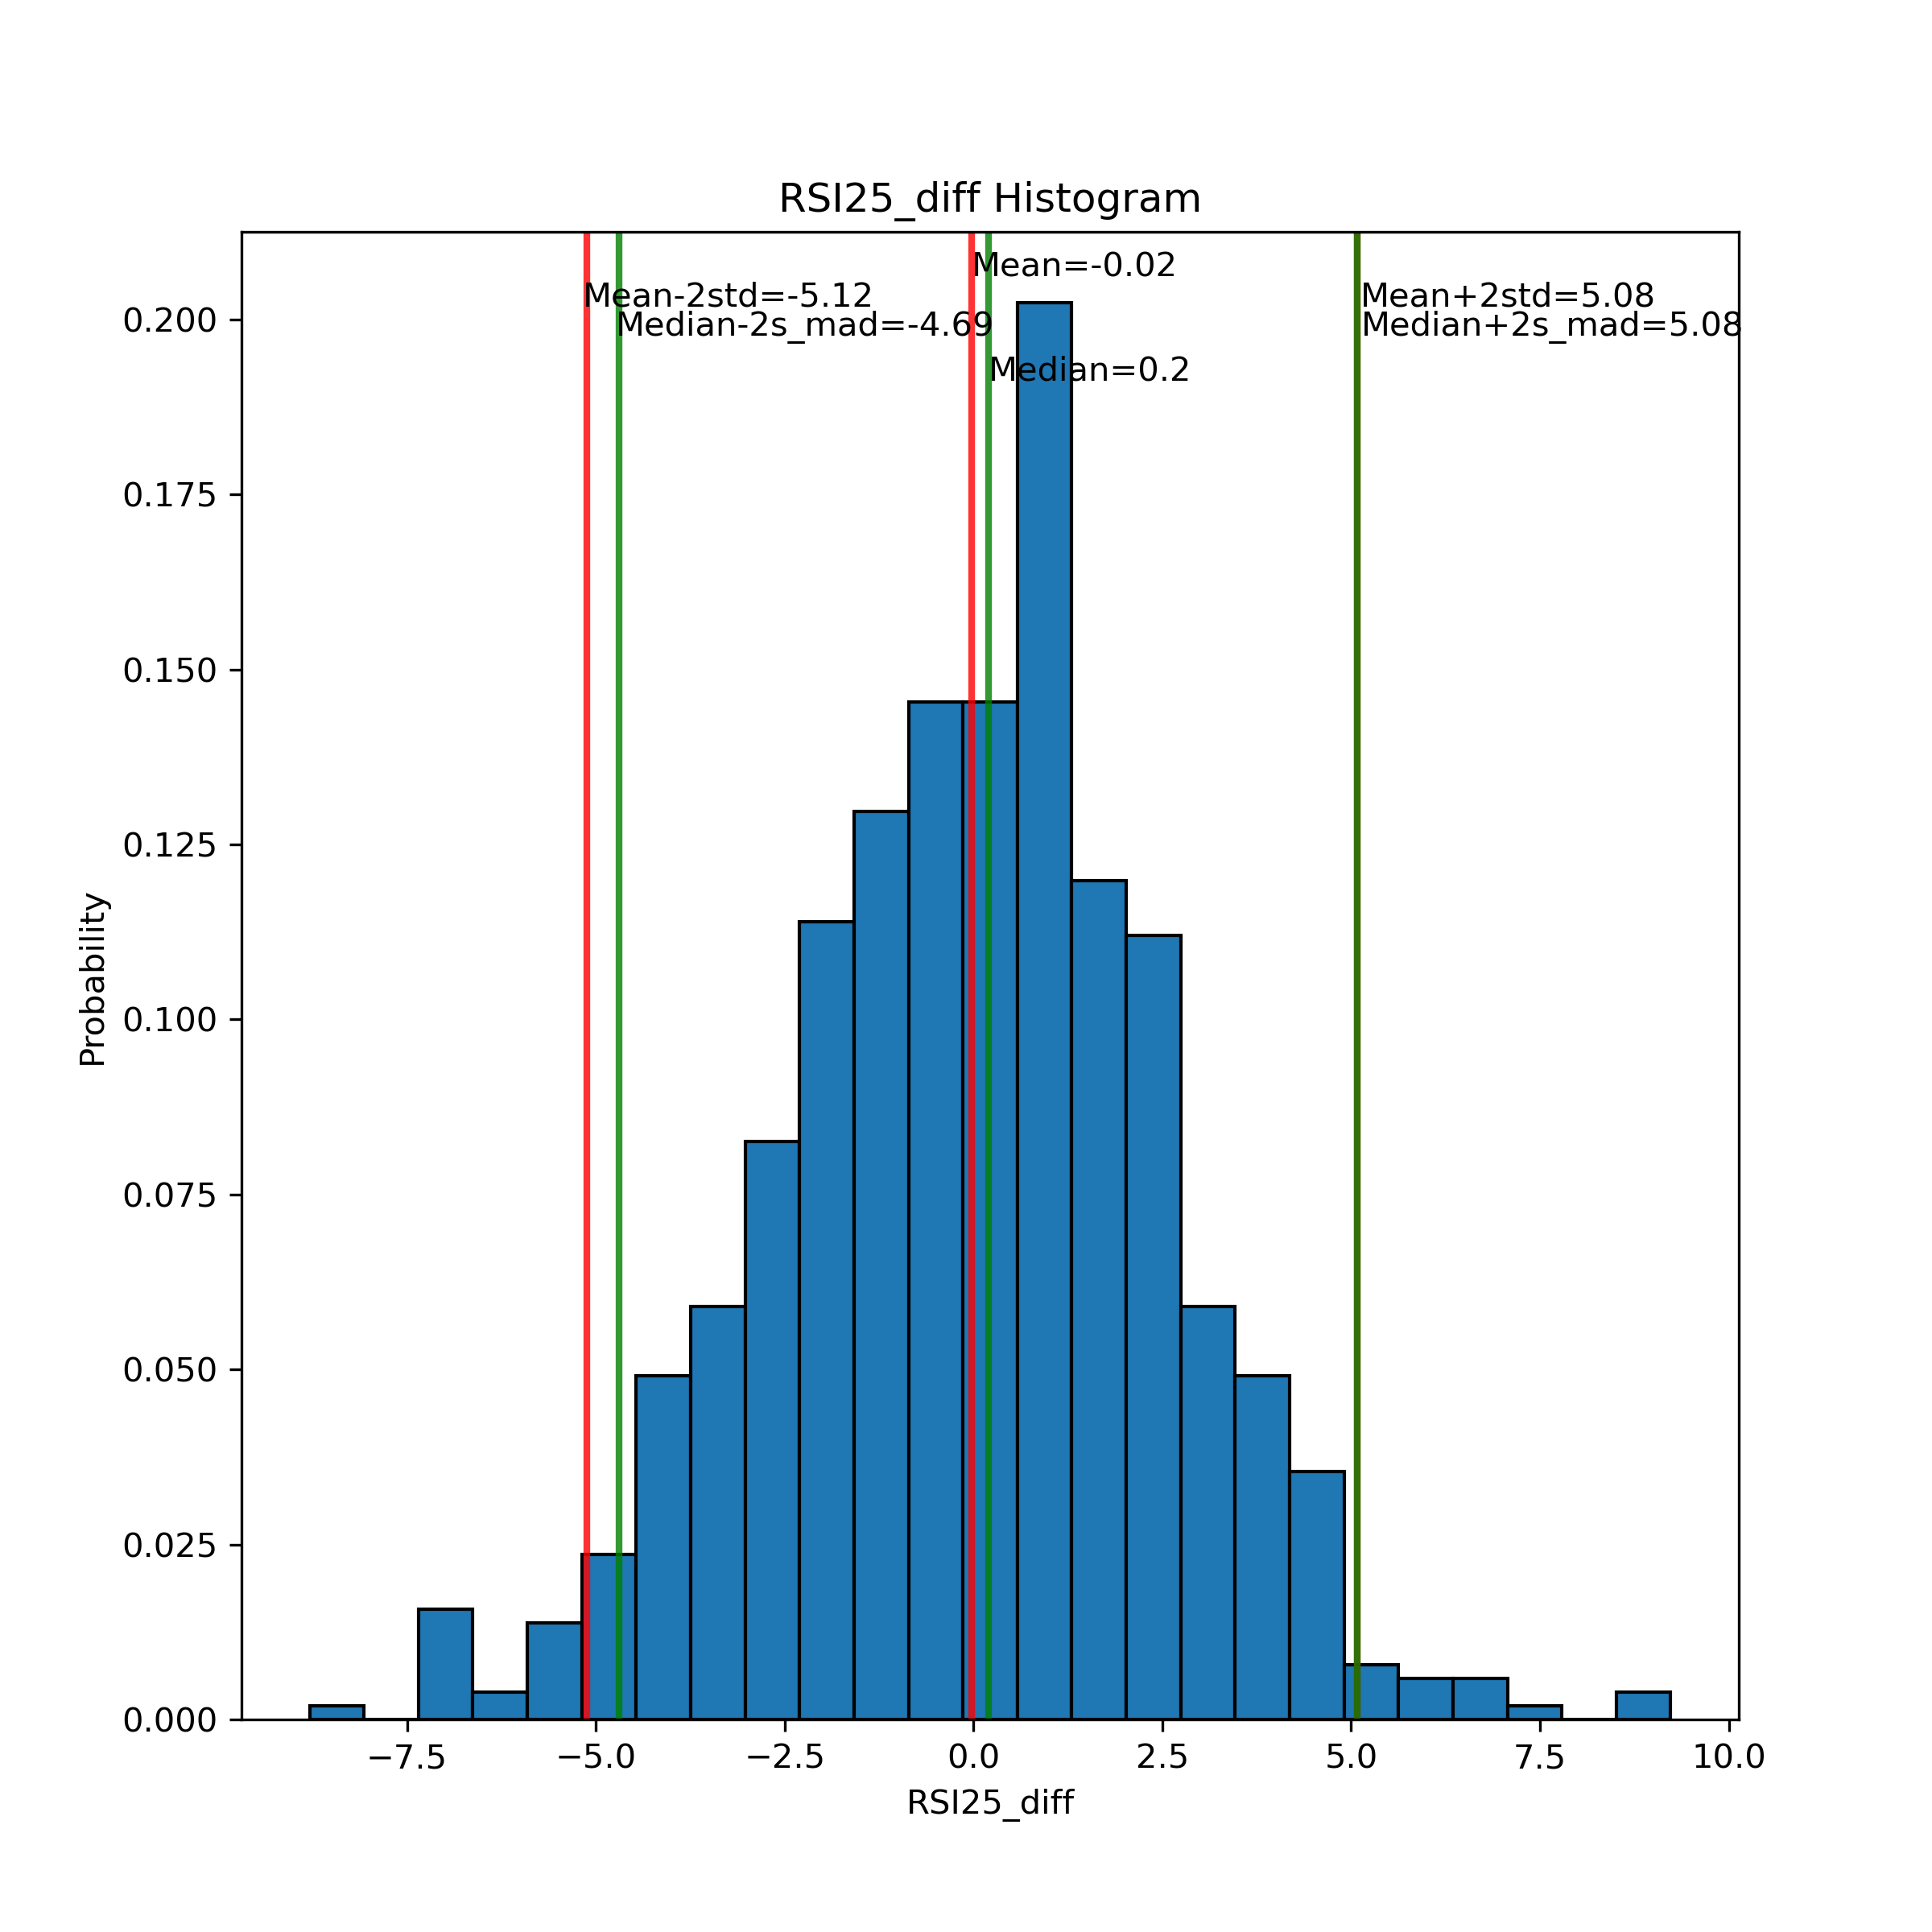 RSI25_diff Histogram
Mean=-0.02
Mean-2std=-5.12
Mean+2std=5.08
Median-2s_mad=-4.69
Median+2s_mad=5.08
Median=0.2
0.200
0.175
0.150
0.125
0.100
0.075
0.050
0.025
0.000
Probability
−7.5 −5.0 −2.5 0.0 2.5 5.0 7.5 10.0
RSI25_diff